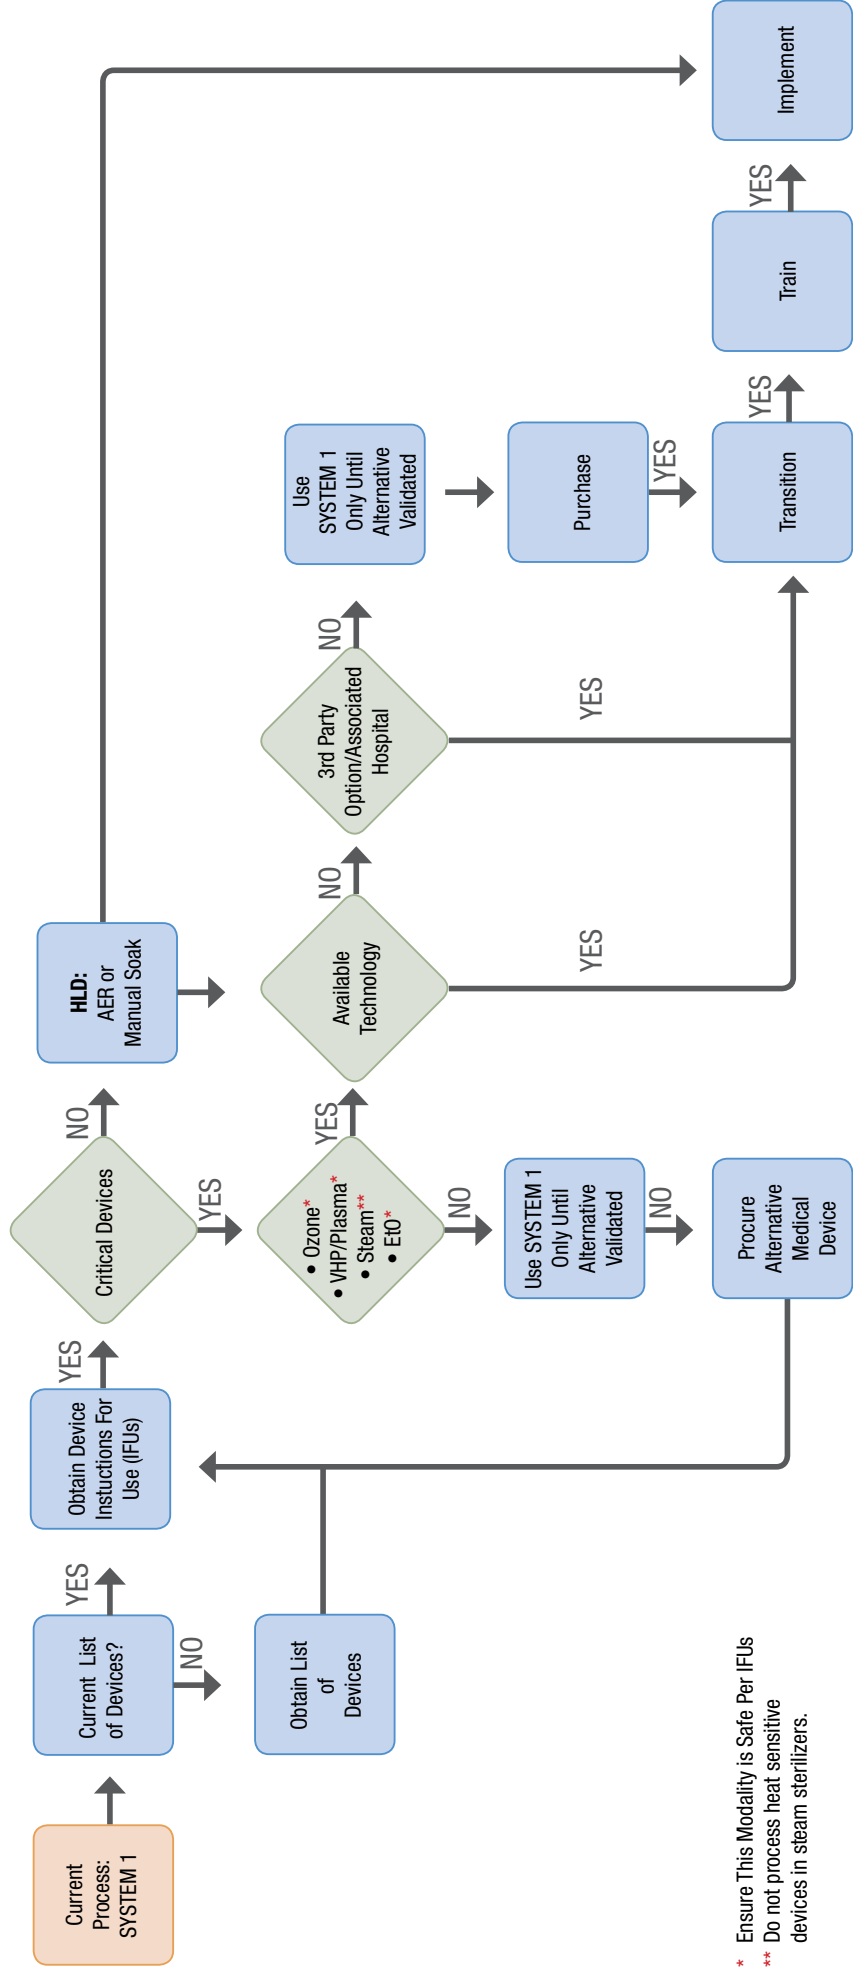 Current
Process:
SYSTEM 1
Current List
of Devices?
YES
NO
Obtain List
of
Devices
Obtain Device
Instuctions For
Use (IFUs)
YES
Critical Devices
NO
YES
HLD:
AER or
Manual Soak
• Ozone*
• VHP/Plasma*
• Steam**
• EtO*
YES
NO
Use SYSTEM 1
Only Until
Alternative
Validated
NO
Procure
Alternative
Medical
Device
Available
Technology
NO
YES
3rd Party
Option/Associated
Hospital
NO
YES
Use
SYSTEM 1
Only Until
Alternative
Validated
Purchase
YES
Transition
YES
Train
YES
Implement
* Ensure This Modality is Safe Per IFUs
** Do not process heat sensitive
devices in steam sterilizers.